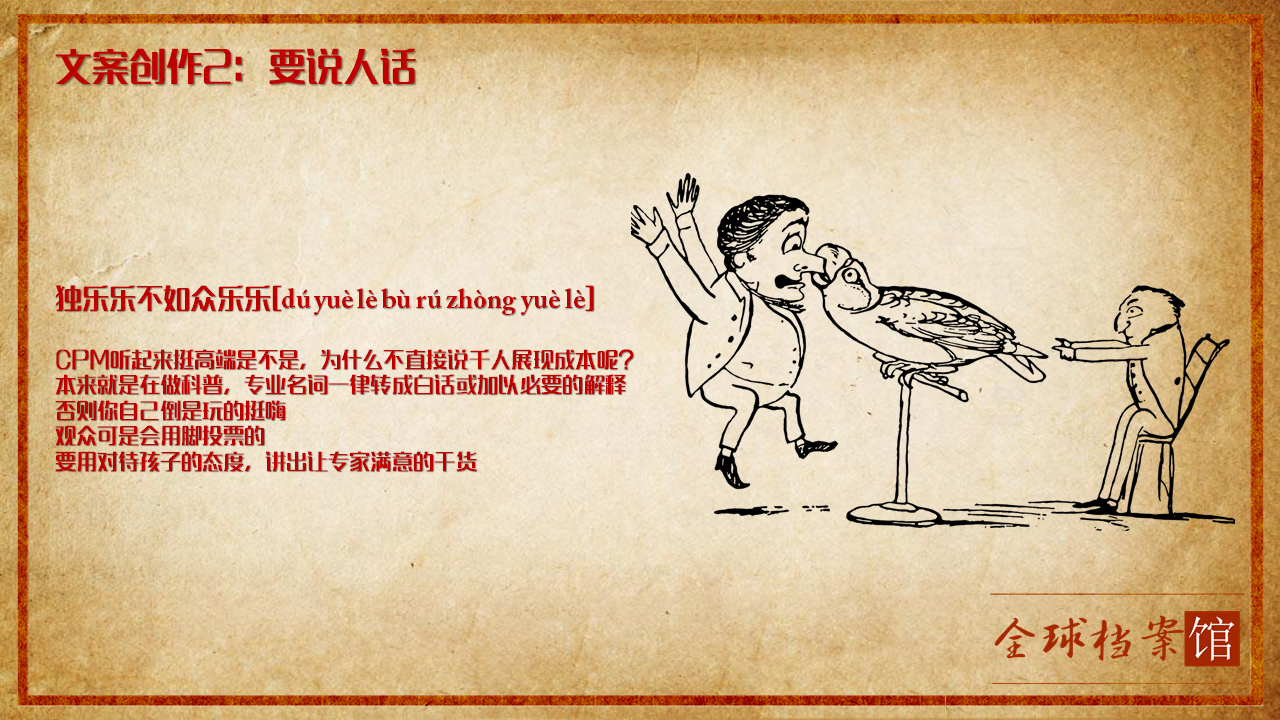 文案创作2：要说人话
独乐乐不如众乐乐[dú yuè lè bù rú zhòng yuè lè]
CPM听起来挺高端是不是，为什么不直接说千人展现成本呢？
本来就是在做科普，专业名词一律转成白话或加以必要的解释
否则你自己倒是玩的挺嗨
观众可是会用脚投票的
要用对待孩子的态度，讲出让专家满意的干货
全球档案馆